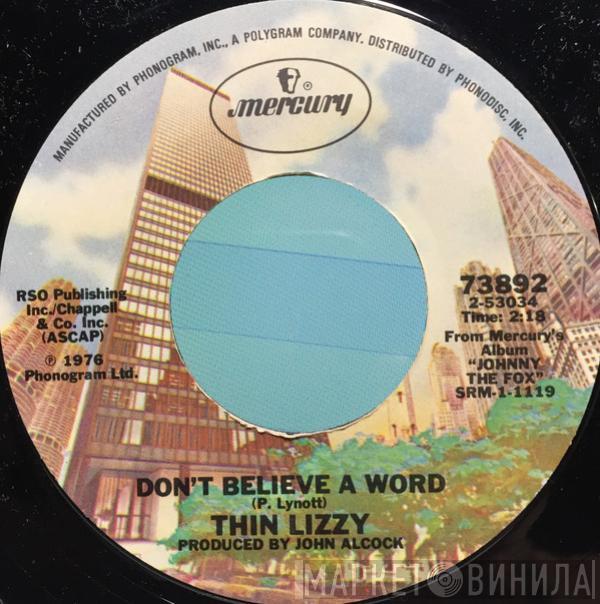 MANUFACTURED BY PHONOGRAM, INC., A POLYGRAM COMPANY. DISTRIBUTED BY PHONODISC, INC.
®
mercury
RSO Publishing
Inc./Chappell
& Co. Inc.
(ASCAP)
℗ 1976
Phonogram Ltd.
73892
2-53034
Time: 2:18
From Mercury's
Album
"JOHNNY
THE FOX"
SRM-1-1119
DON'T BELIEVE A WORD
(P. Lynott)
THIN LIZZY
PRODUCED BY JOHN ALCOCK
МАРКЕТ ВИНИЛА